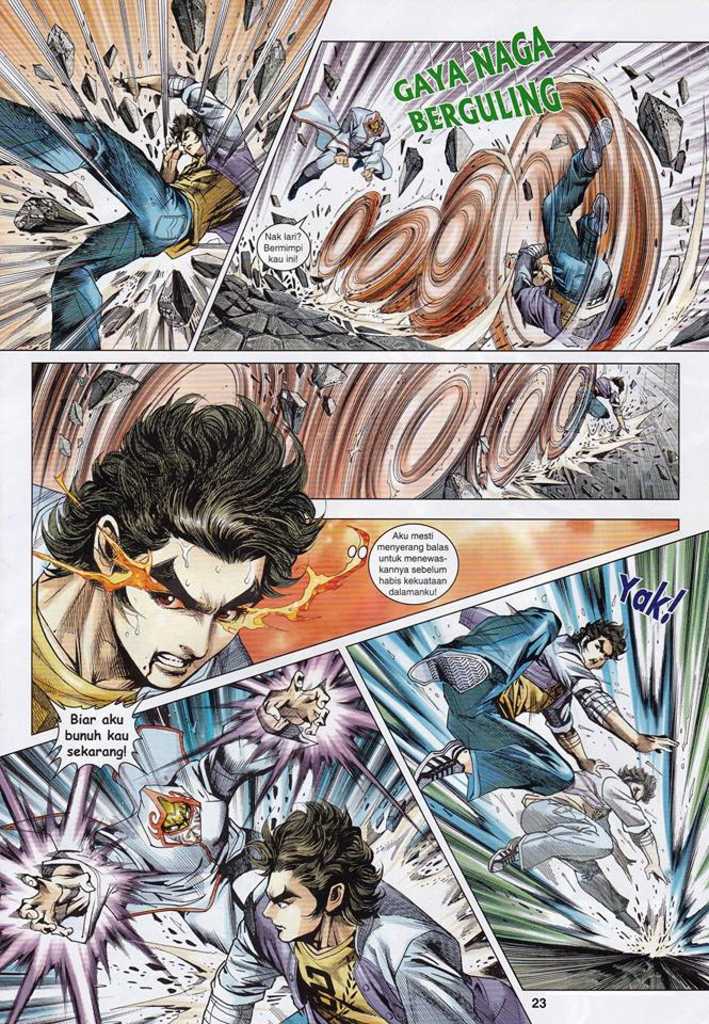 GAYA NAGA
BERGULING
Nak lari?
Bermimpi
kau ini!
Aku mesti
menyerang balas
untuk menewas-
kannya sebelum
habis kekuataan
dalamanku!
Yak!
Biar aku
bunuh kau
sekarang!
23